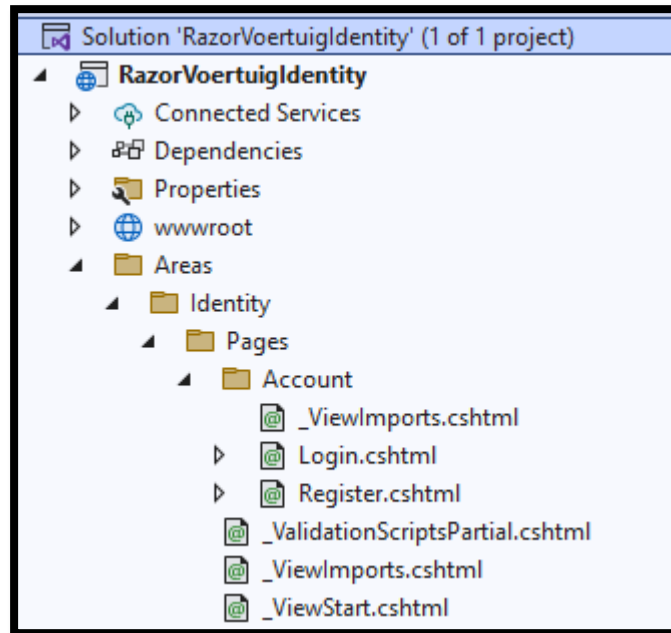 Solution 'RazorVoertuigIdentity' (1 of 1 project)
RazorVoertuigIdentity
Connected Services
Dependencies
Properties
wwwroot
Areas
Identity
Pages
Account
_ViewImports.cshtml
Login.cshtml
Register.cshtml
_ValidationScriptsPartial.cshtml
_ViewImports.cshtml
_ViewStart.cshtml